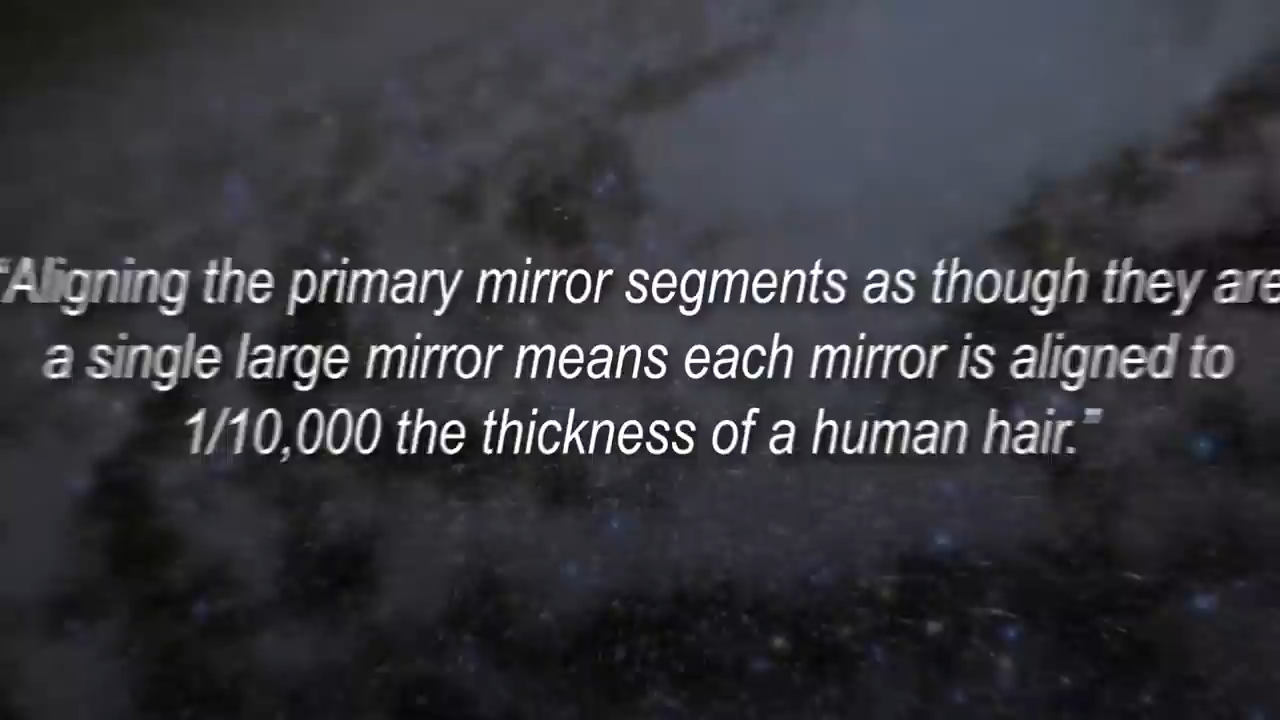 “Aligning the primary mirror segments as though they are
a single large mirror means each mirror is aligned to
1/10,000 the thickness of a human hair.”